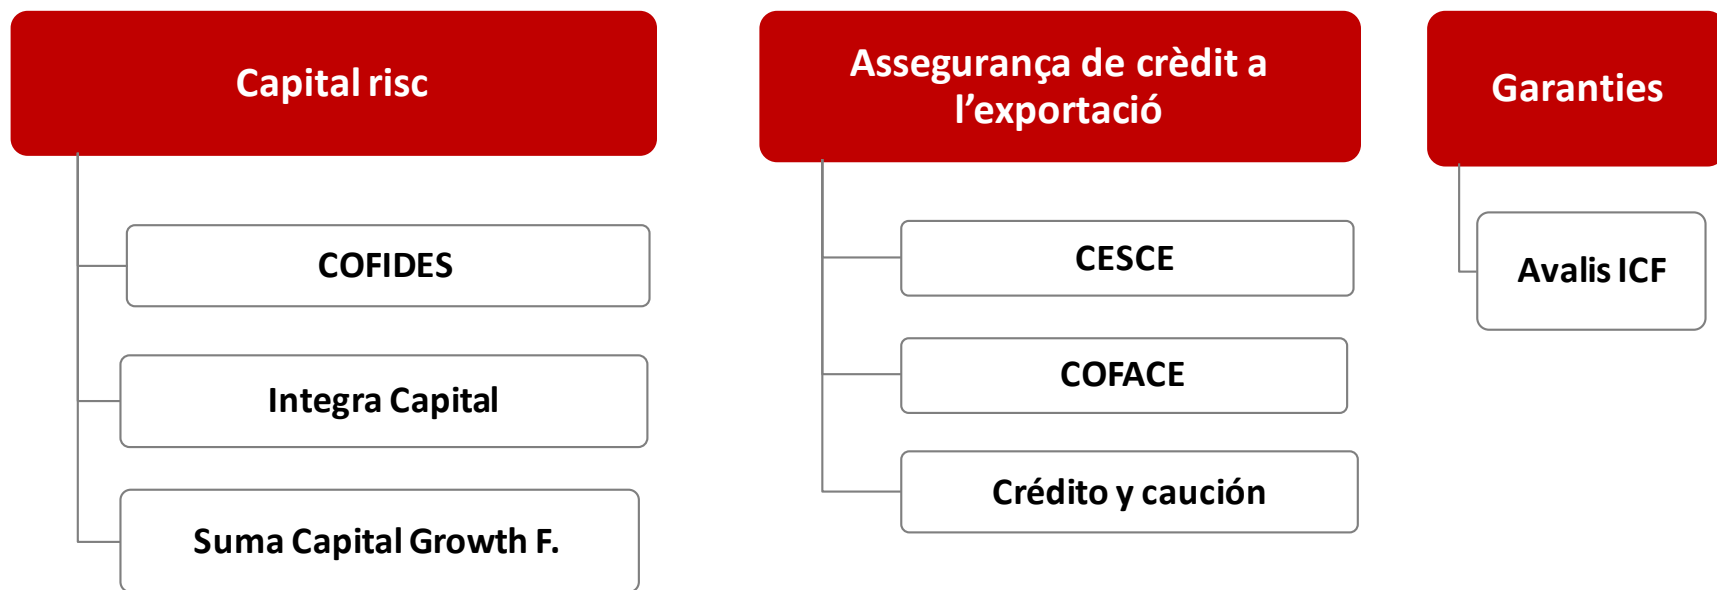 Capital risc
COFIDES
Integra Capital
Suma Capital Growth F.
Assegurança de crèdit a
l’exportació
CESCE
COFACE
Crédito y caución
Garanties
Avalis ICF